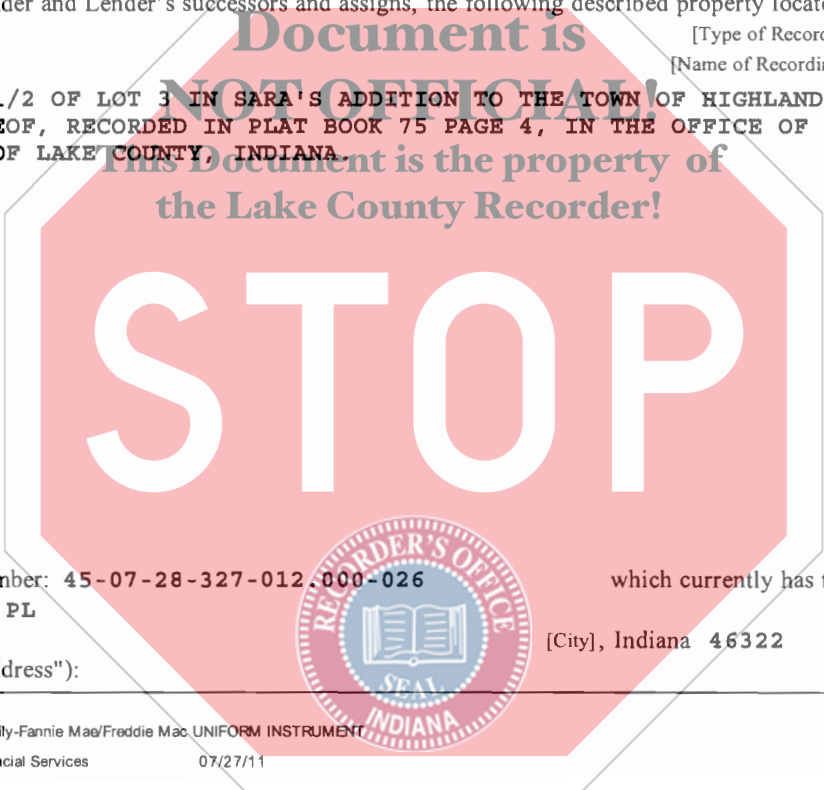 der and Lender's successors and assigns, the following described property locate
Document is
[Type of Record
NOT OFFICIAL!
[Name of Recordin
1/2 OF LOT 3 IN SARA'S ADDITION TO THE TOWN OF HIGHLAND
EOF, RECORDED IN PLAT BOOK 75 PAGE 4, IN THE OFFICE OF
OF LAKE COUNTY, INDIANA.
This Document is the property of
the Lake County Recorder!
STOP
RECORDER'S OFFICE
mber: 45-07-28-327-012.000-026 which currently has t
PL
[City], Indiana 46322
SEAL
dress"):
INDIANA
ily-Fannie Mae/Freddie Mac UNIFORM INSTRUMENT
cial Services 07/27/11